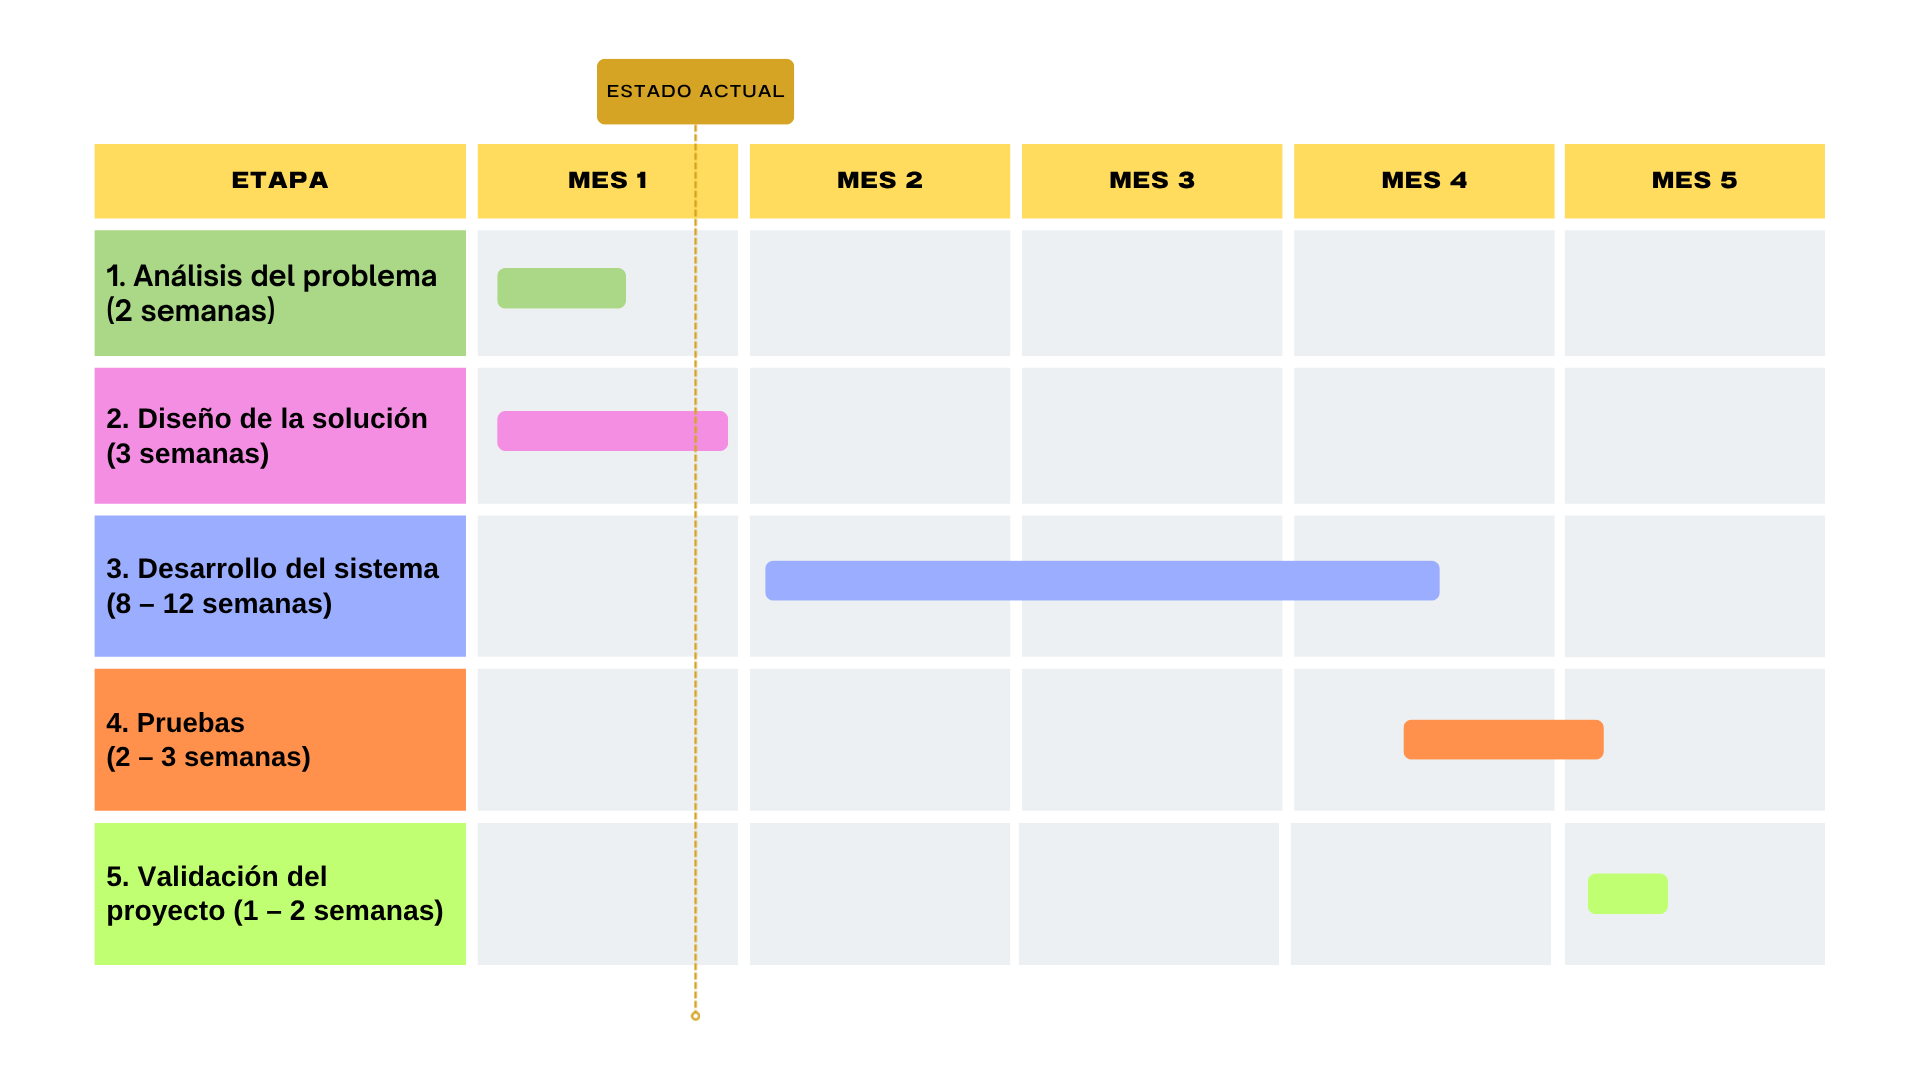 ESTADO ACTUAL
ETAPA
MES 1
MES 2
MES 3
MES 4
MES 5
1. Análisis del problema
(2 semanas)
2. Diseño de la solución
(3 semanas)
3. Desarrollo del sistema
(8 – 12 semanas)
4. Pruebas
(2 – 3 semanas)
5. Validación del
proyecto (1 – 2 semanas)